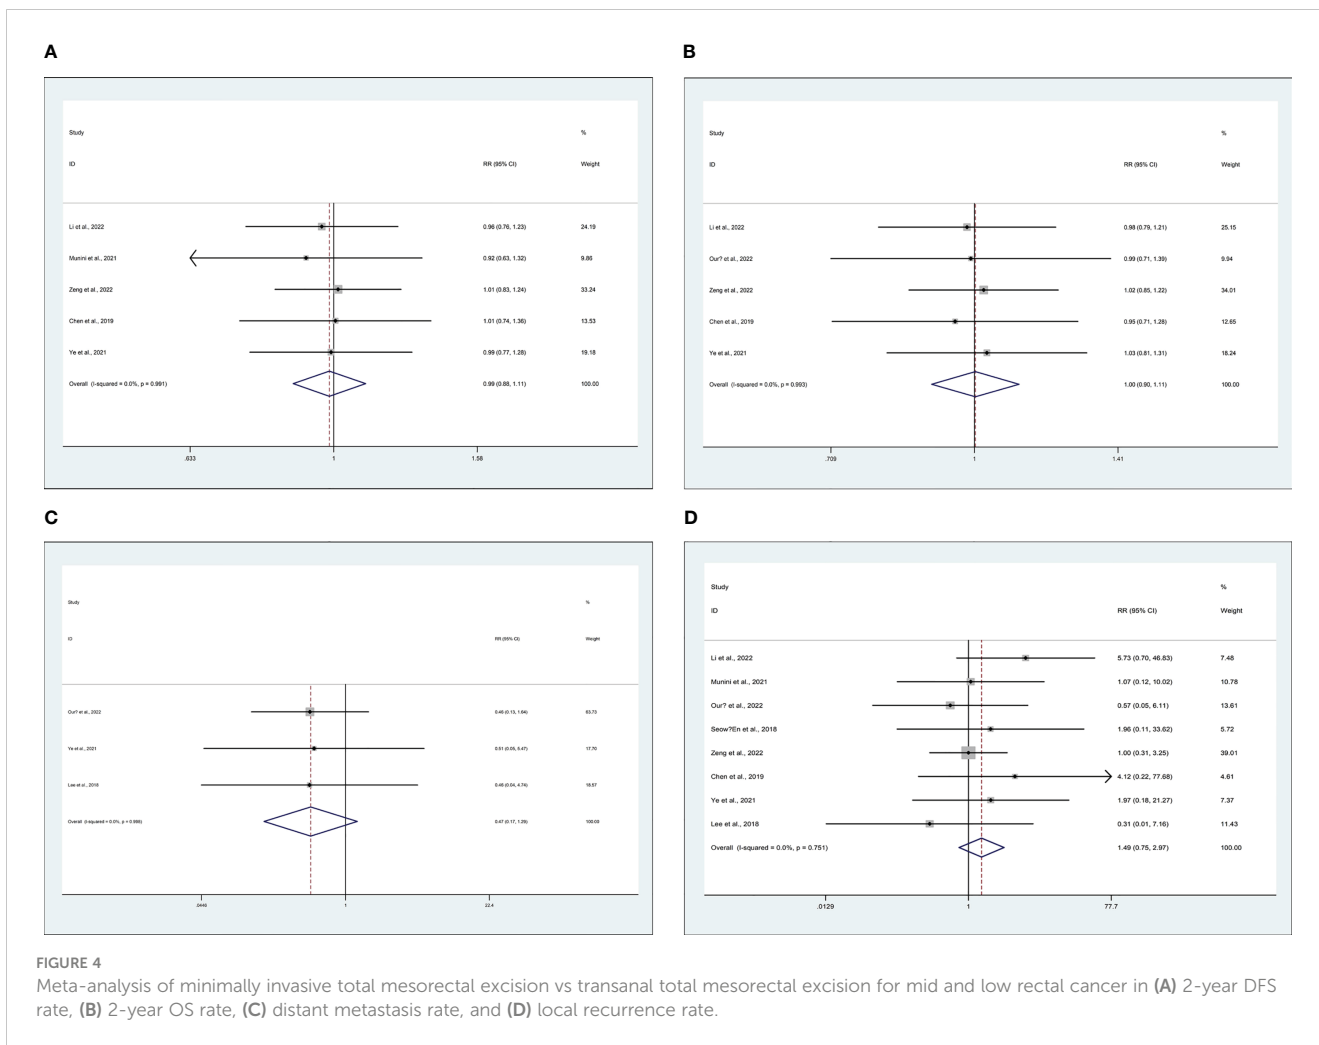 A
Study %
ID RR (95% CI) Weight
Li et al., 2022 0.96 (0.76, 1.23) 24.19
Munini et al., 2021 0.92 (0.63, 1.32) 9.86
Zeng et al., 2022 1.01 (0.83, 1.24) 33.24
Chen et al., 2019 1.01 (0.74, 1.36) 13.53
Ye et al., 2021 0.99 (0.77, 1.28) 19.18
Overall (I-squared = 0.0%, p = 0.991) 0.99 (0.88, 1.11) 100.00
.633 1 1.58
B
Study %
ID RR (95% CI) Weight
Li et al., 2022 0.98 (0.79, 1.21) 25.15
Our? et al., 2022 0.99 (0.71, 1.39) 9.94
Zeng et al., 2022 1.02 (0.85, 1.22) 34.01
Chen et al., 2019 0.95 (0.71, 1.28) 12.65
Ye et al., 2021 1.03 (0.81, 1.31) 18.24
Overall (I-squared = 0.0%, p = 0.993) 1.00 (0.90, 1.11) 100.00
.709 1 1.41
C
Study %
ID RR (95% CI) Weight
Our? et al., 2022 0.46 (0.13, 1.64) 63.73
Ye et al., 2021 0.51 (0.05, 5.47) 17.70
Lee et al., 2018 0.46 (0.04, 4.74) 18.57
Overall (I-squared = 0.0%, p = 0.998) 0.47 (0.17, 1.29) 100.00
.0446 1 22.4
D
Study %
ID RR (95% CI) Weight
Li et al., 2022 5.73 (0.70, 46.83) 7.48
Munini et al., 2021 1.07 (0.12, 10.02) 10.78
Our? et al., 2022 0.57 (0.05, 6.11) 13.61
Seow?En et al., 2018 1.96 (0.11, 33.62) 5.72
Zeng et al., 2022 1.00 (0.31, 3.25) 39.01
Chen et al., 2019 4.12 (0.22, 77.68) 4.61
Ye et al., 2021 1.97 (0.18, 21.27) 7.37
Lee et al., 2018 0.31 (0.01, 7.16) 11.43
Overall (I-squared = 0.0%, p = 0.751) 1.49 (0.75, 2.97) 100.00
.0129 1 77.7
FIGURE 4
Meta-analysis of minimally invasive total mesorectal excision vs transanal total mesorectal excision for mid and low rectal cancer in (A) 2-year DFS
rate, (B) 2-year OS rate, (C) distant metastasis rate, and (D) local recurrence rate.